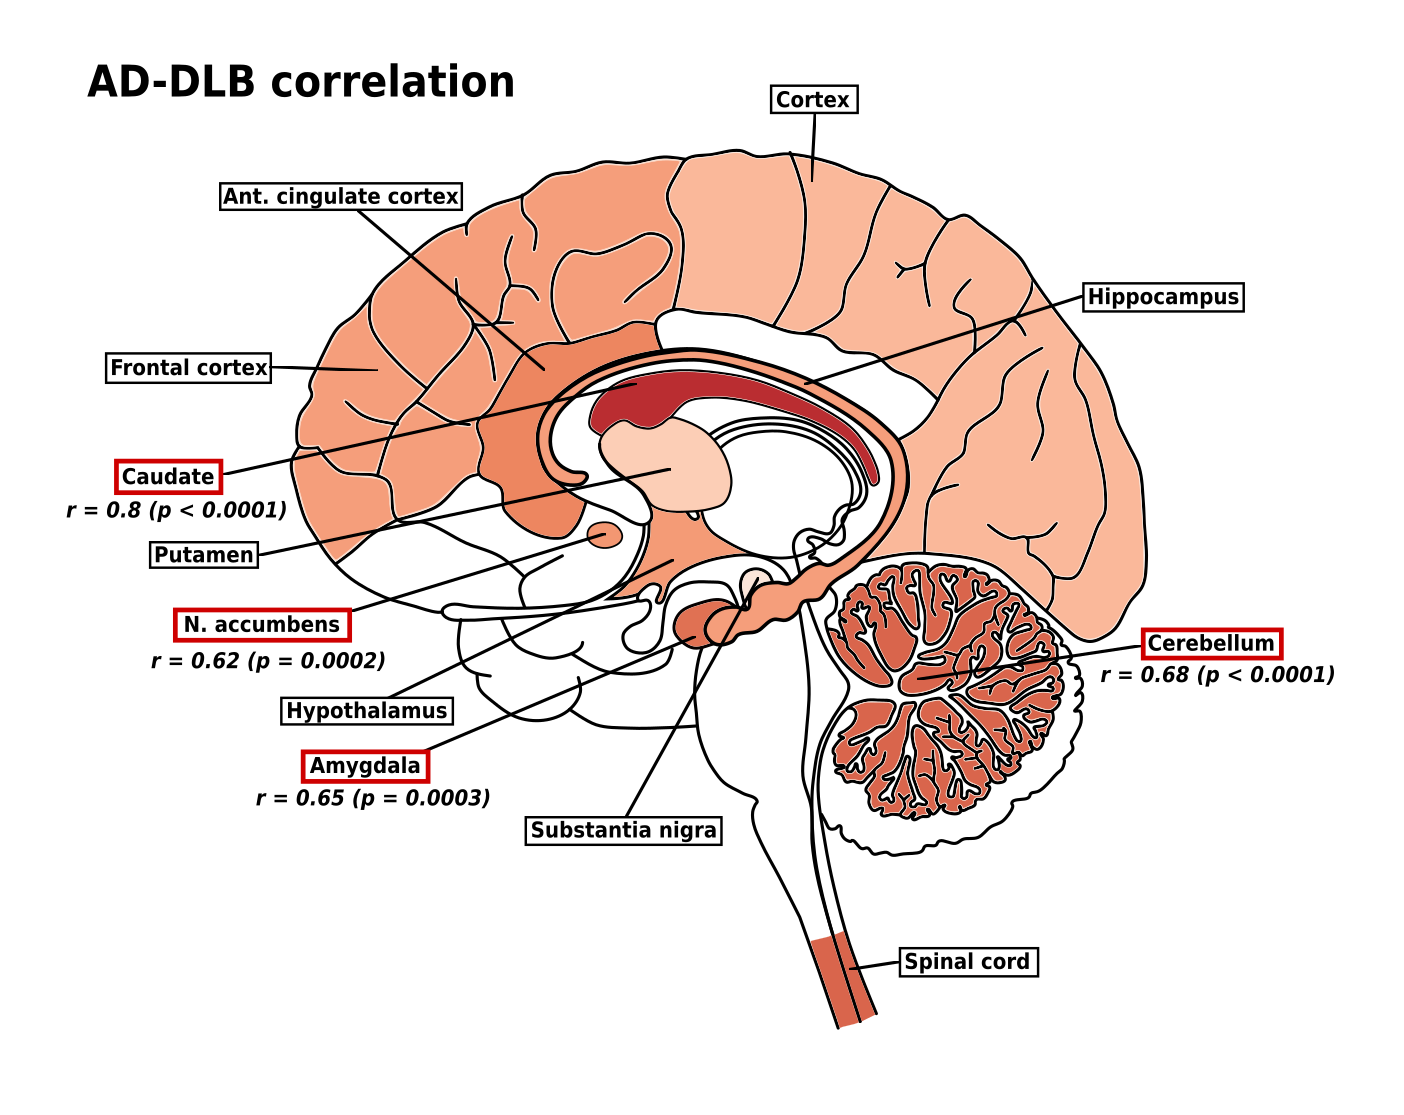 AD-DLB correlation
Cortex
Ant. cingulate cortex
Hippocampus
Frontal cortex
Caudate
r = 0.8 (p < 0.0001)
Putamen
N. accumbens
r = 0.62 (p = 0.0002)
Cerebellum
r = 0.68 (p < 0.0001)
Hypothalamus
Amygdala
r = 0.65 (p = 0.0003)
Substantia nigra
Spinal cord